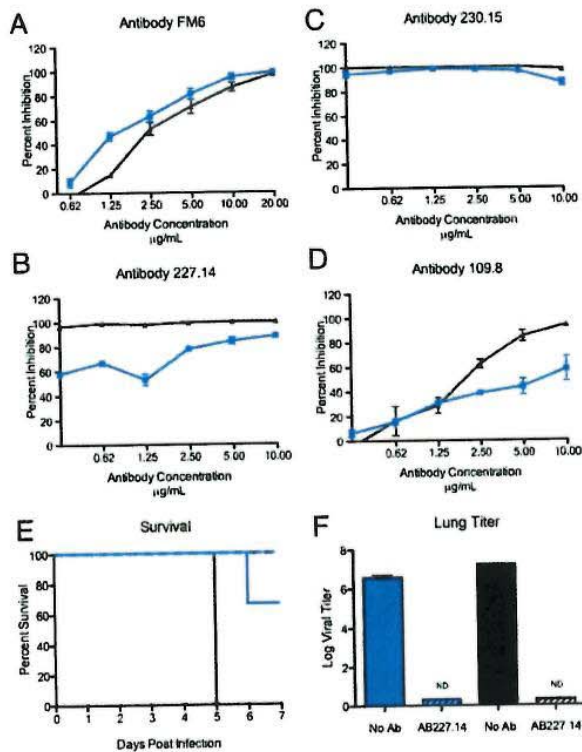 A
Antibody FM6
Percent Inhibition
120
100
80
60
40
20
0
0.62 1.25 2.50 5.00 10.00 20.00
Antibody Concentration
µg/mL
C
Antibody 230.15
Percent Inhibition
120
100
80
60
40
20
0
0.62 1.25 2.50 5.00 10.00
Antibody Concentration
µg/mL
B
Antibody 227.14
Percent Inhibition
120
100
80
60
40
20
0
0.62 1.25 2.50 5.00 10.00
Antibody Concentration
µg/mL
D
Antibody 109.8
Percent Inhibition
120
100
80
60
40
20
0
0.62 1.25 2.50 5.00 10.00
Antibody Concentration
µg/mL
E
Survival
Percent Survival
100
80
60
40
20
0
0 1 2 3 4 5 6 7
Days Post Infection
F
Lung Titer
Log Viral Titer
8
6
4
2
0
ND
ND
No Ab AB227.14 No Ab AB227.14